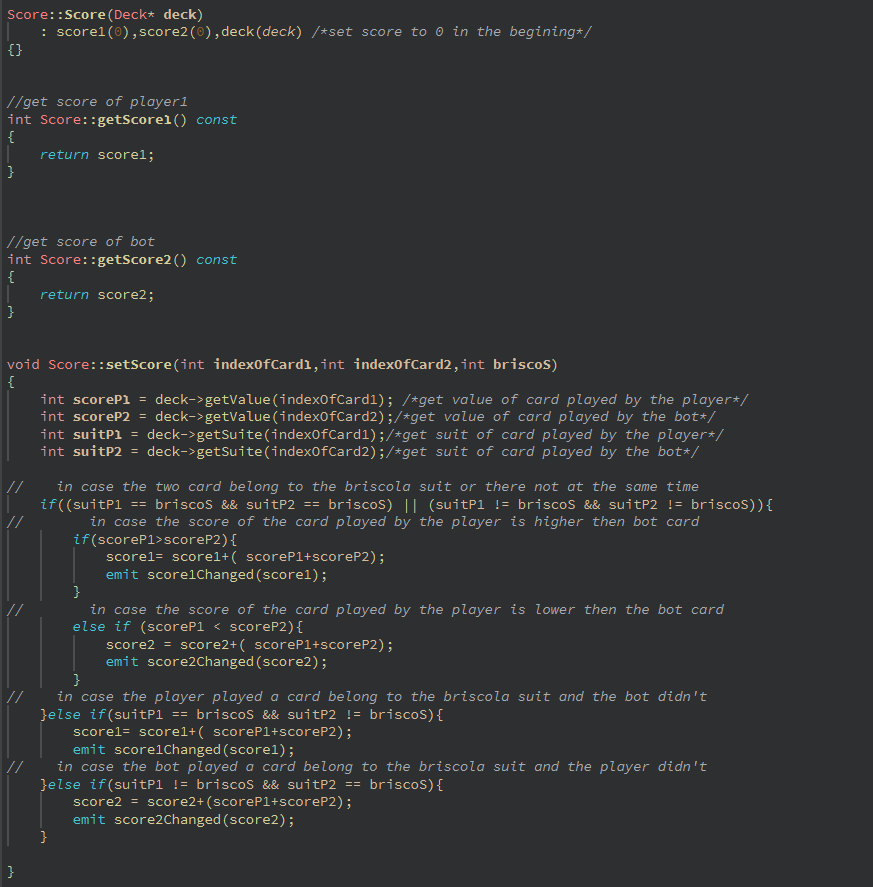 Score::Score(Deck* deck)
    : score1(0),score2(0),deck(deck) /*set score to 0 in the begining*/
{}
//get score of player1
int Score::getScore1() const
{
    return score1;
}
//get score of bot
int Score::getScore2() const
{
    return score2;
}
void Score::setScore(int indexOfCard1,int indexOfCard2,int briscoS)
{
    int scoreP1 = deck->getValue(indexOfCard1); /*get value of card played by the player*/
    int scoreP2 = deck->getValue(indexOfCard2);/*get value of card played by the bot*/
    int suitP1 = deck->getSuite(indexOfCard1);/*get suit of card played by the player*/
    int suitP2 = deck->getSuite(indexOfCard2);/*get suit of card played by the bot*/
//    in case the two card belong to the briscola suit or there not at the same time
    if((suitP1 == briscoS && suitP2 == briscoS) || (suitP1 != briscoS && suitP2 != briscoS)){
//        in case the score of the card played by the player is higher then bot card
        if(scoreP1>scoreP2){
            score1= score1+( scoreP1+scoreP2);
            emit score1Changed(score1);
        }
//        in case the score of the card played by the player is lower then the bot card
        else if (scoreP1 < scoreP2){
            score2 = score2+( scoreP1+scoreP2);
            emit score2Changed(score2);
        }
//    in case the player played a card belong to the briscola suit and the bot didn't
    }else if(suitP1 == briscoS && suitP2 != briscoS){
        score1= score1+( scoreP1+scoreP2);
        emit score1Changed(score1);
//    in case the bot played a card belong to the briscola suit and the player didn't
    }else if(suitP1 != briscoS && suitP2 == briscoS){
        score2 = score2+(scoreP1+scoreP2);
        emit score2Changed(score2);
    }
}